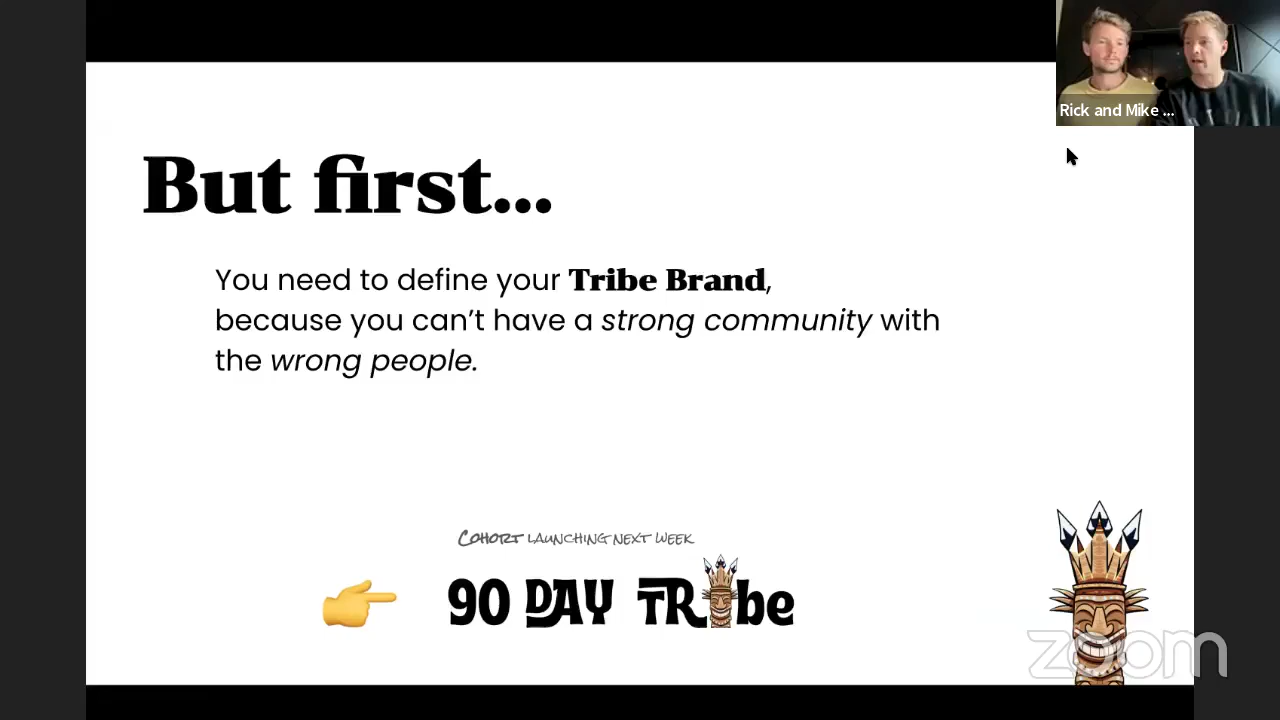 Rick and Mike ...
But first...
You need to define your Tribe Brand,
because you can’t have a strong community with
the wrong people.
Cohort launching next week
90 DAY TRibe
zoom